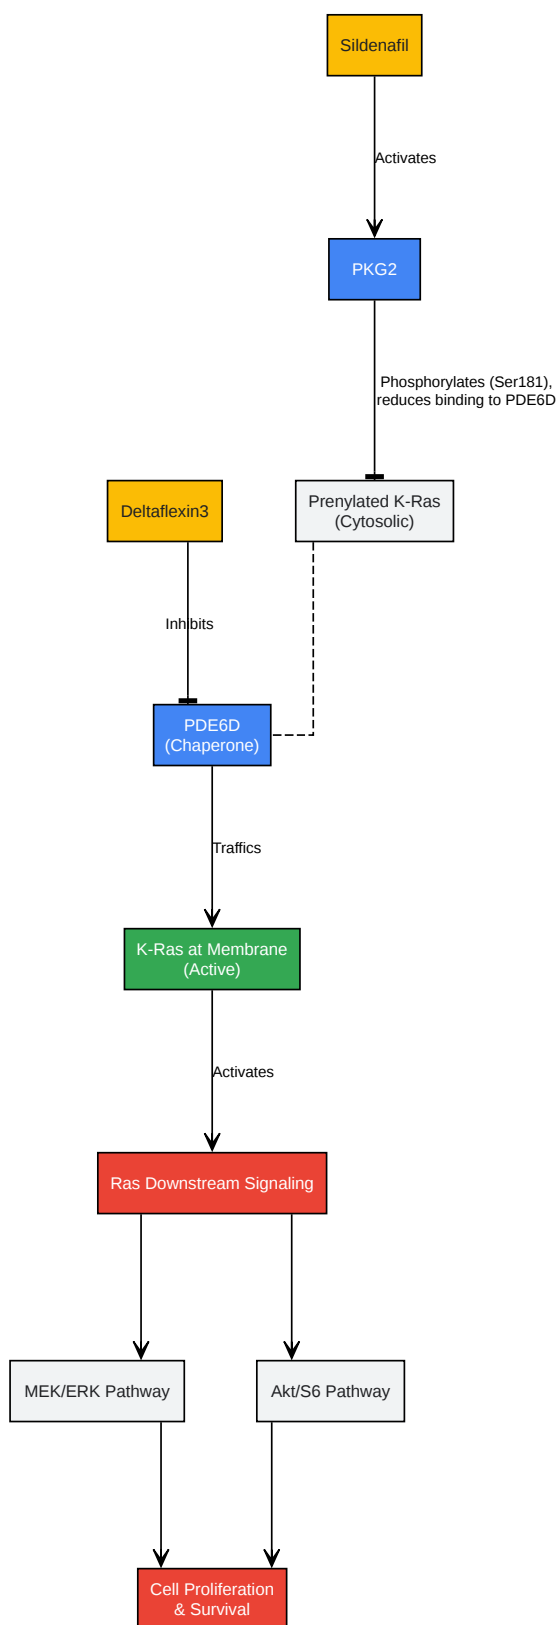 Sildenafil
Activates
PKG2
Phosphorylates (Ser181),
reduces binding to PDE6D
Deltaflexin3
Prenylated K-Ras
(Cytosolic)
Inhibits
PDE6D
(Chaperone)
Traffics
K-Ras at Membrane
(Active)
Activates
Ras Downstream Signaling
MEK/ERK Pathway
Akt/S6 Pathway
Cell Proliferation
& Survival